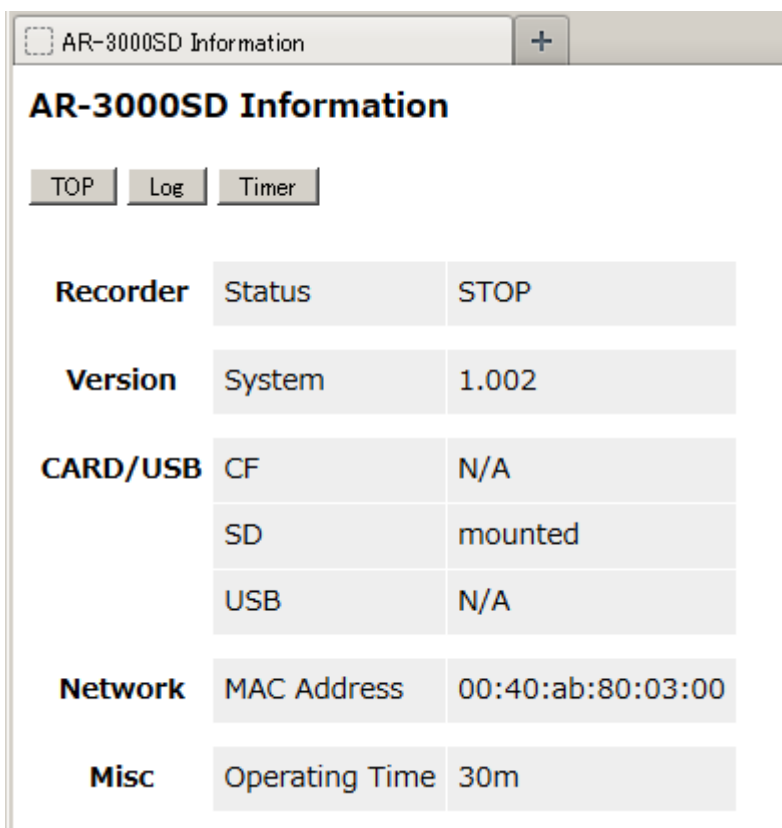 AR-3000SD Information
+
AR-3000SD Information
TOP Log Timer
Recorder Status STOP
Version System 1.002
CARD/USB CF N/A
SD mounted
USB N/A
Network MAC Address 00:40:ab:80:03:00
Misc Operating Time 30m